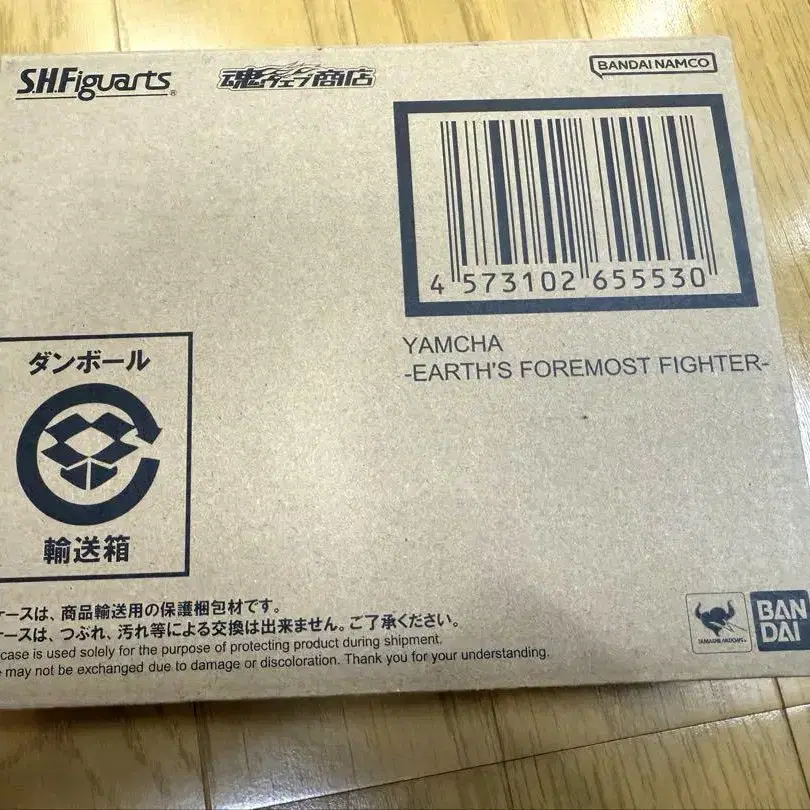 S.H.Figuarts
魂ウェブ商店
BANDAI NAMCO
4 573102 655530
YAMCHA
-EARTH'S FOREMOST FIGHTER-
ダンボール
輸送箱
ケースは、商品輸送用の保護梱包材です。
ケースは、つぶれ、汚れ等による交換は出来ません。ご了承ください。
case is used solely for the purpose of protecting product during shipment.
may not be exchanged due to damage or discoloration. Thank you for your understanding.
BAN
DAI